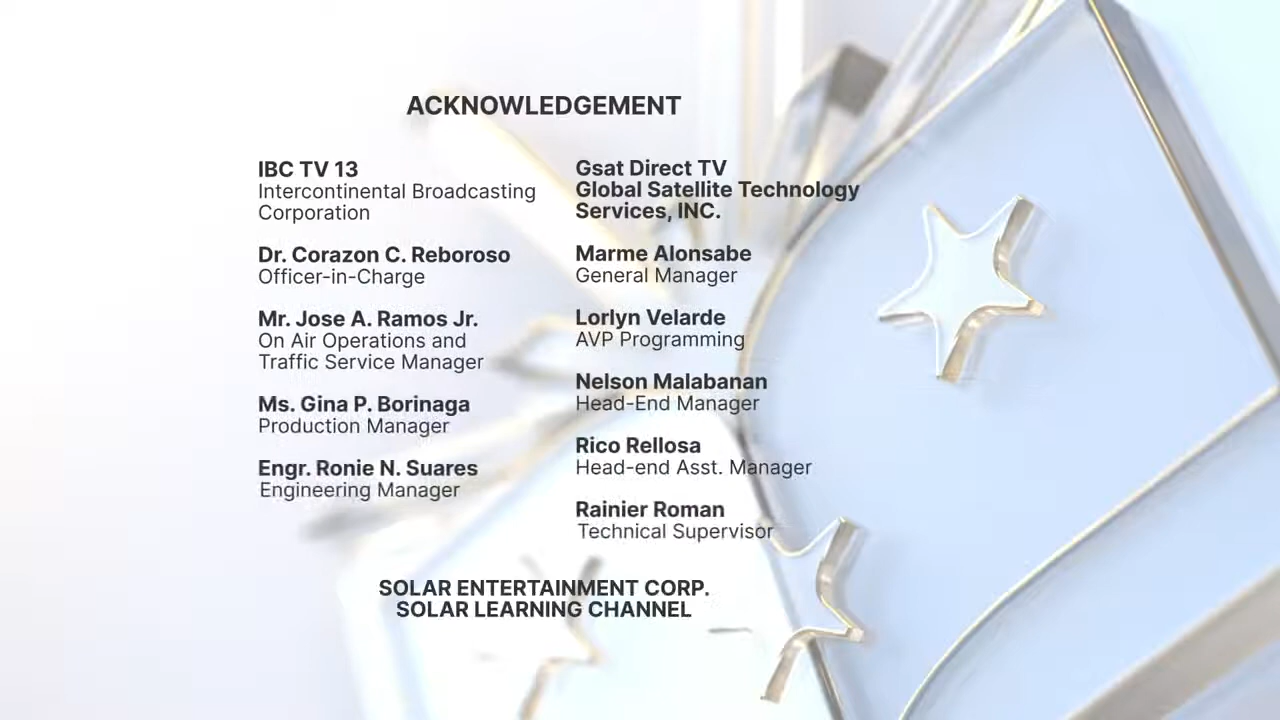 ACKNOWLEDGEMENT
IBC TV 13
Intercontinental Broadcasting
Corporation
Dr. Corazon C. Reboroso
Officer-in-Charge
Mr. Jose A. Ramos Jr.
On Air Operations and
Traffic Service Manager
Ms. Gina P. Borinaga
Production Manager
Engr. Ronie N. Suares
Engineering Manager
Gsat Direct TV
Global Satellite Technology
Services, INC.
Marme Alonsabe
General Manager
Lorlyn Velarde
AVP Programming
Nelson Malabanan
Head-End Manager
Rico Rellosa
Head-end Asst. Manager
Rainier Roman
Technical Supervisor
SOLAR ENTERTAINMENT CORP.
SOLAR LEARNING CHANNEL